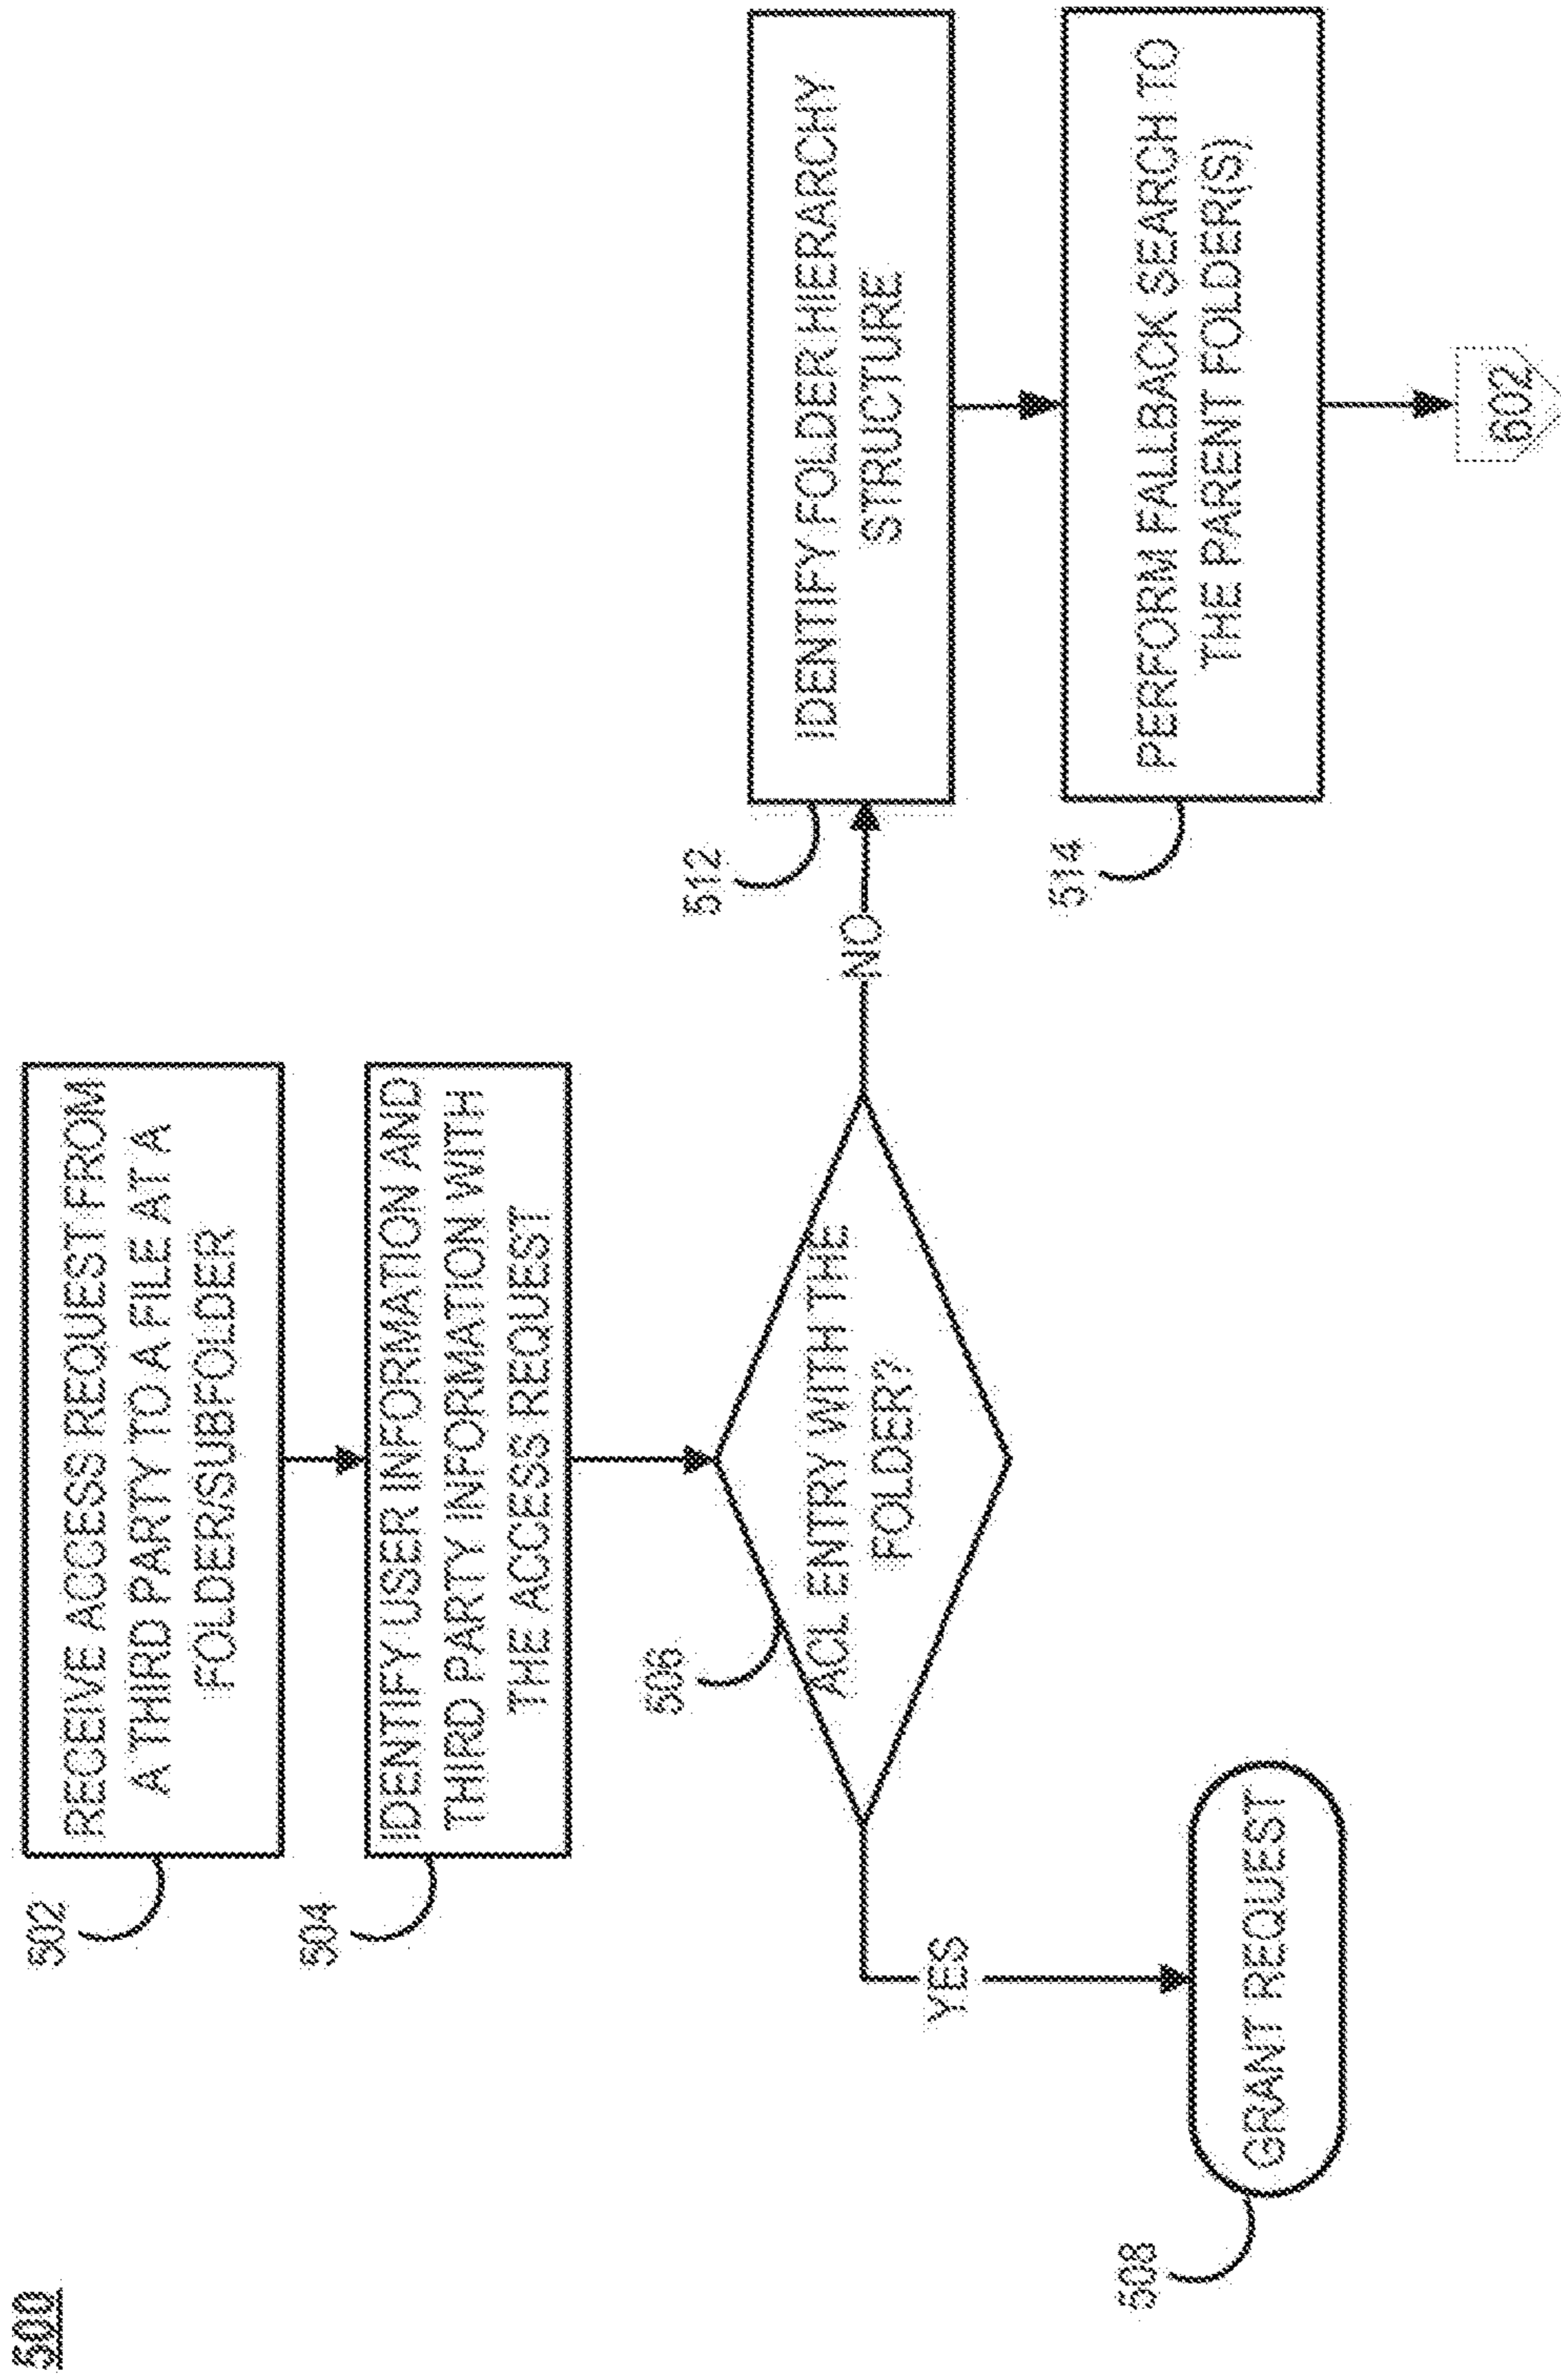 500
502
RECEIVE ACCESS REQUEST FROM
A THIRD PARTY TO A FILE AT A
FOLDER/SUBFOLDER
504
IDENTIFY USER INFORMATION AND
THIRD PARTY INFORMATION WITH
THE ACCESS REQUEST
506
ACL ENTRY WITH THE
FOLDER?
YES
NO
508
GRANT REQUEST
512
IDENTIFY FOLDER HIERARCHY
STRUCTURE
514
PERFORM FALLBACK SEARCH TO
THE PARENT FOLDER(S)
602